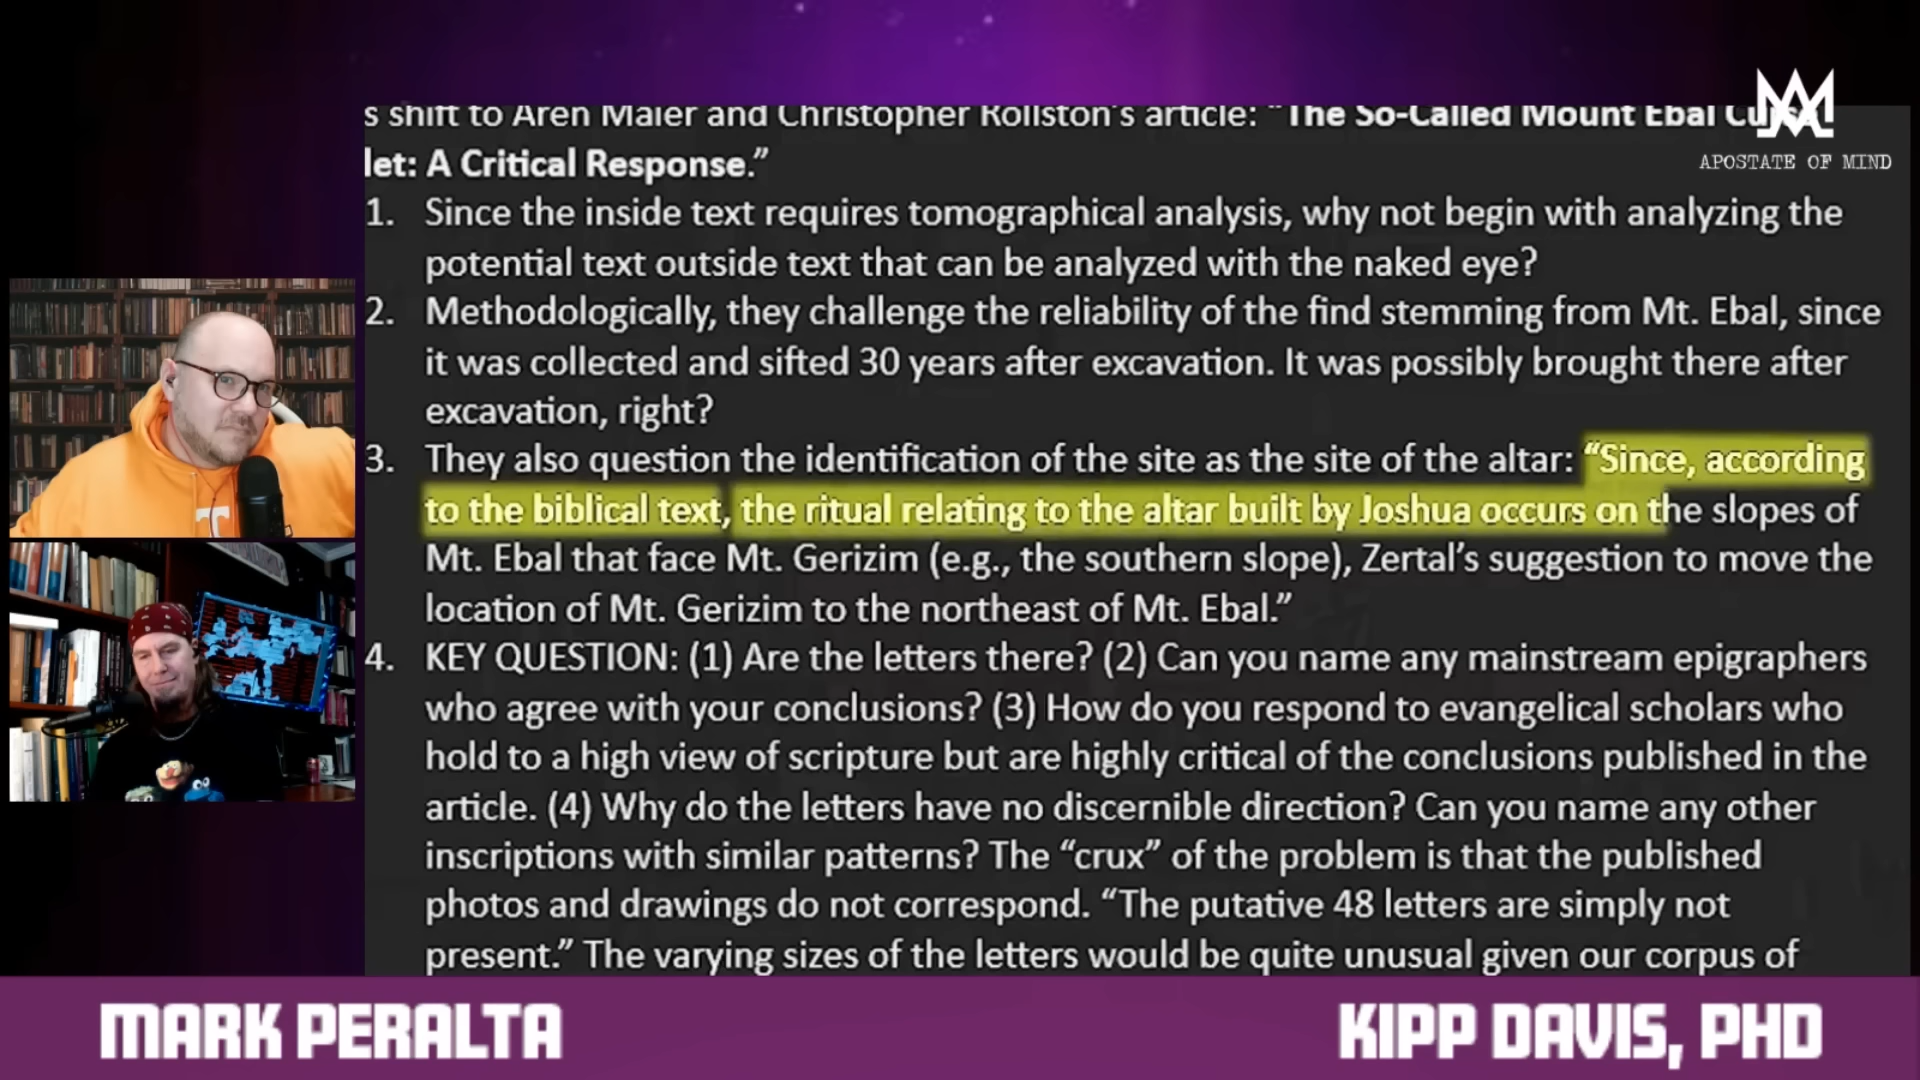 s shift to Aren Maier and Christopher Rollston's article: “The So-Called Mount Ebal Curse
let: A Critical Response.”
1. Since the inside text requires tomographical analysis, why not begin with analyzing the
potential text outside text that can be analyzed with the naked eye?
2. Methodologically, they challenge the reliability of the find stemming from Mt. Ebal, since
it was collected and sifted 30 years after excavation. It was possibly brought there after
excavation, right?
3. They also question the identification of the site as the site of the altar: “Since, according
to the biblical text, the ritual relating to the altar built by Joshua occurs on the slopes of
Mt. Ebal that face Mt. Gerizim (e.g., the southern slope), Zertal’s suggestion to move the
location of Mt. Gerizim to the northeast of Mt. Ebal.”
4. KEY QUESTION: (1) Are the letters there? (2) Can you name any mainstream epigraphers
who agree with your conclusions? (3) How do you respond to evangelical scholars who
hold to a high view of scripture but are highly critical of the conclusions published in the
article. (4) Why do the letters have no discernible direction? Can you name any other
inscriptions with similar patterns? The “crux” of the problem is that the published
photos and drawings do not correspond. “The putative 48 letters are simply not
present.” The varying sizes of the letters would be quite unusual given our corpus of
APOSTATE OF MIND
MARK PERALTA
KIPP DAVIS, PHD